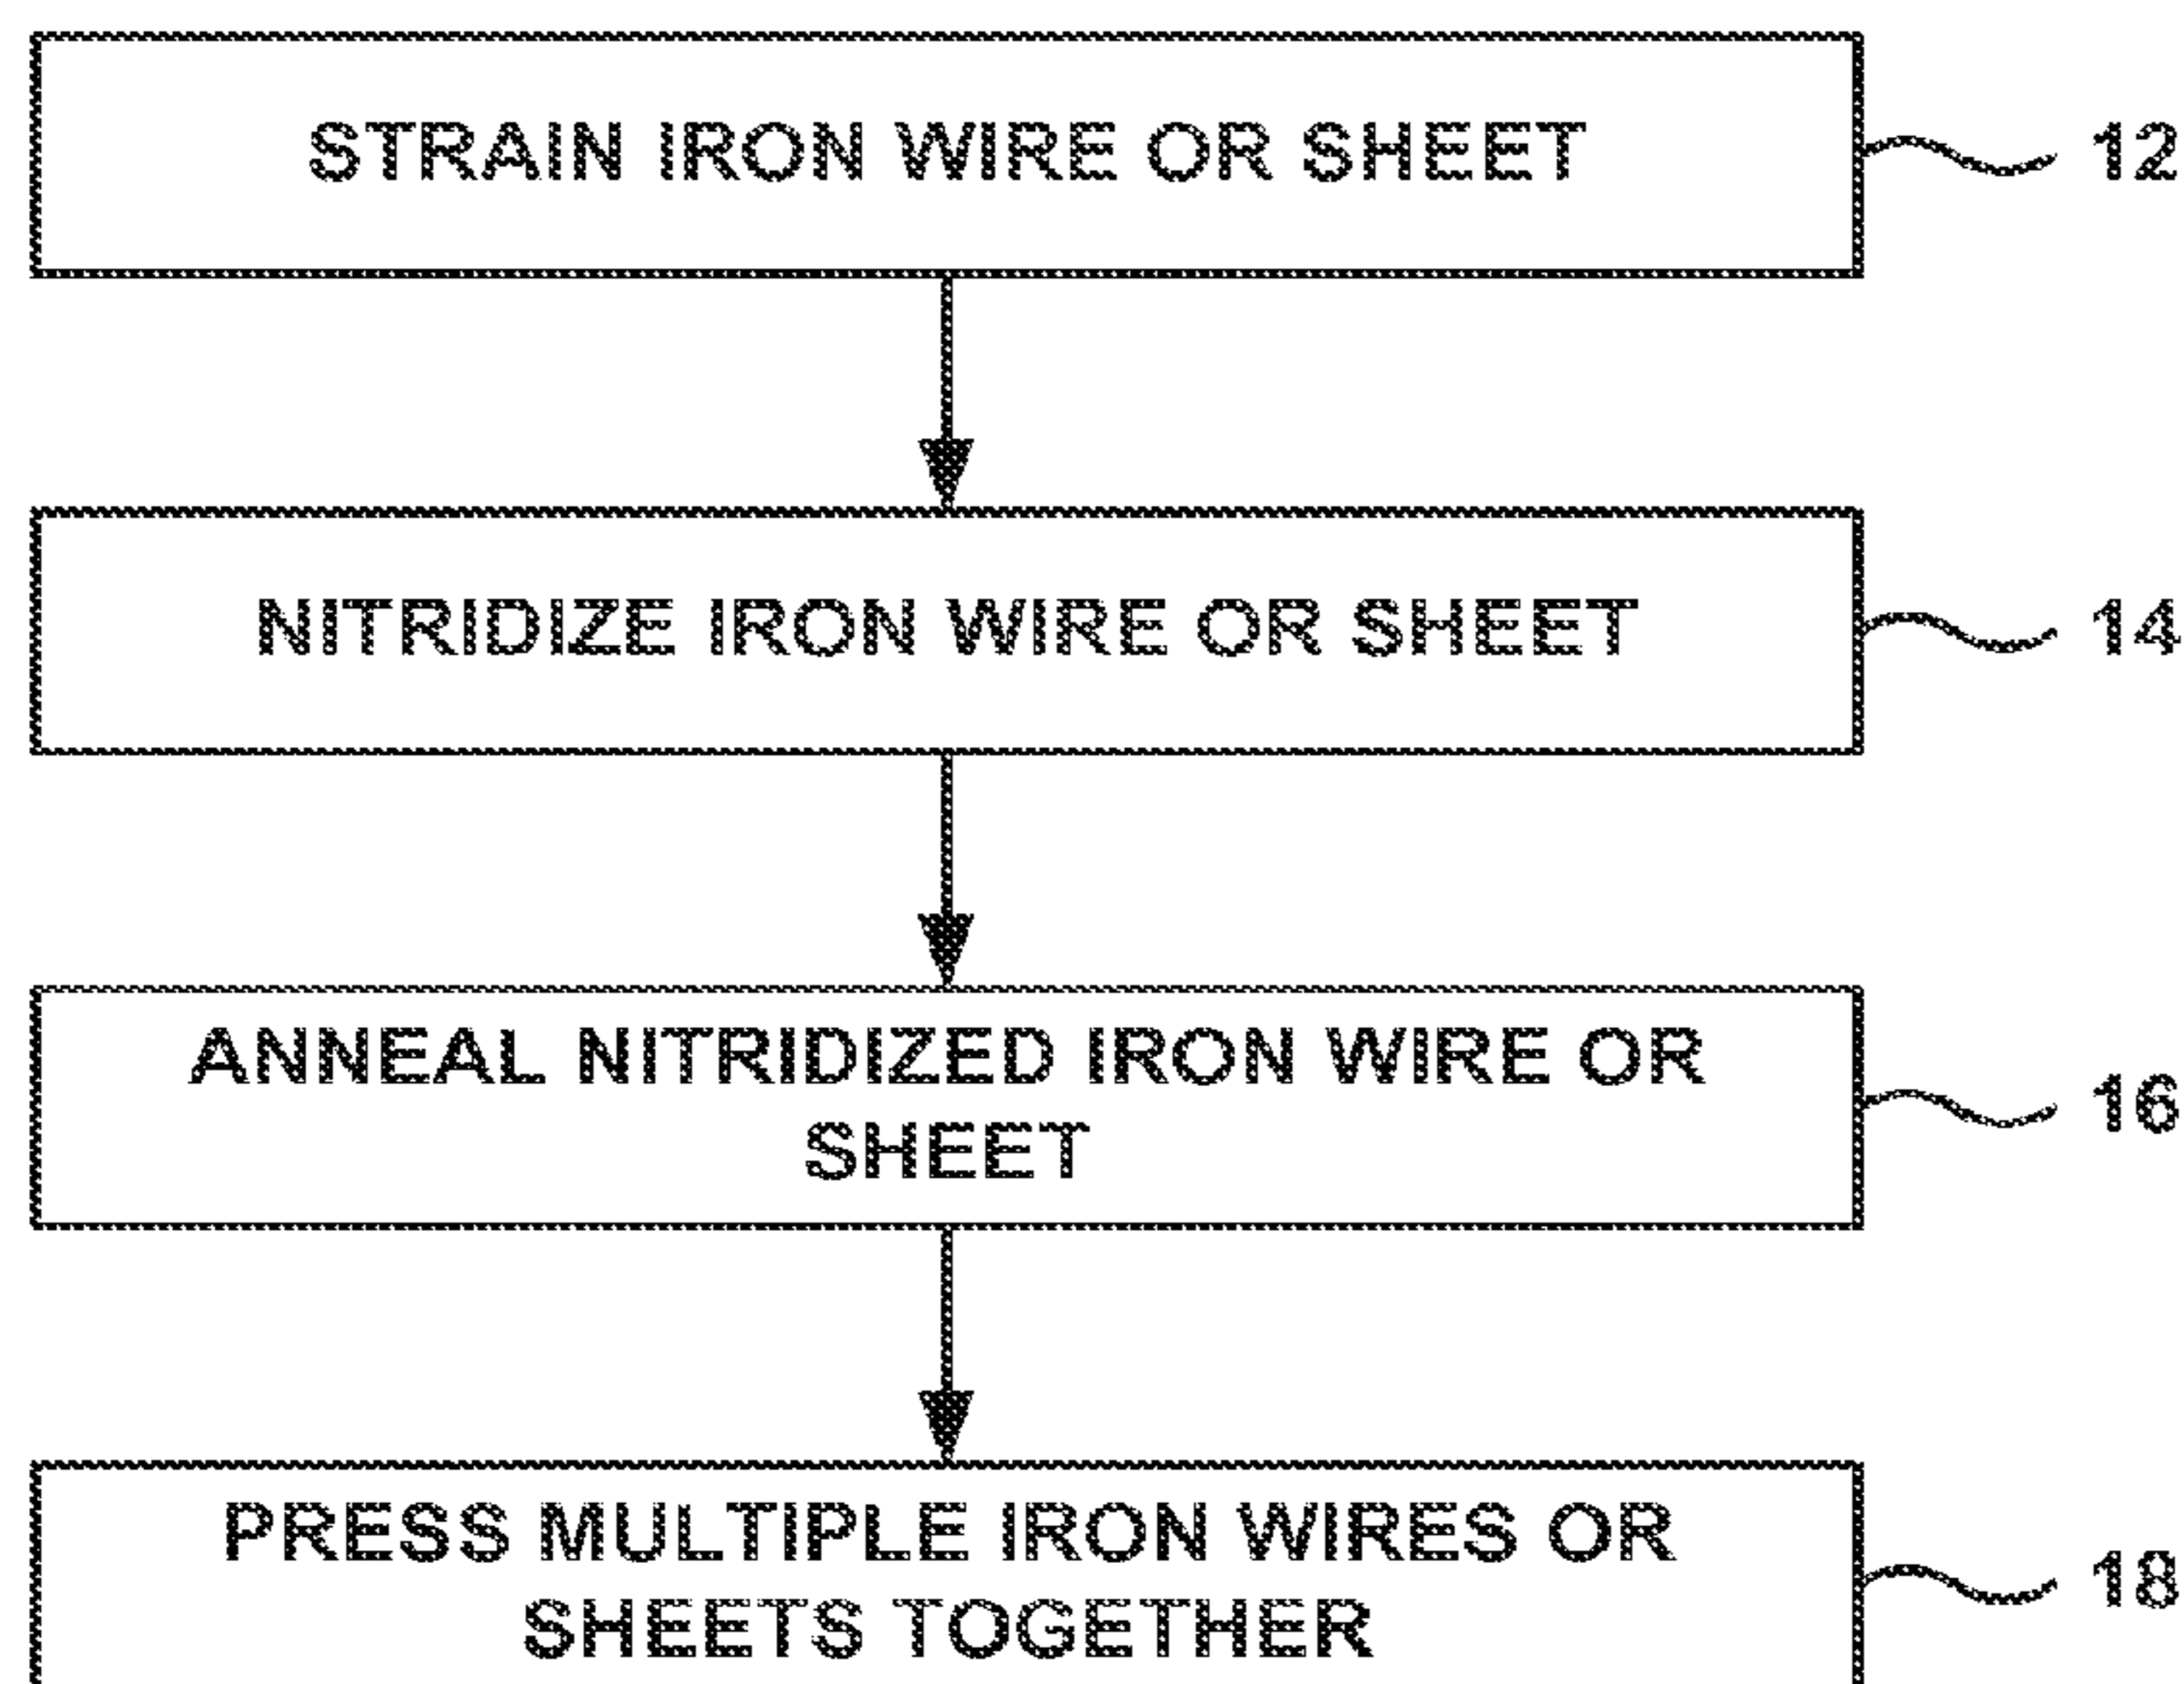 STRAIN IRON WIRE OR SHEET
12
NITRIDIZE IRON WIRE OR SHEET
14
ANNEAL NITRIDIZED IRON WIRE OR
SHEET
16
PRESS MULTIPLE IRON WIRES OR
SHEETS TOGETHER
18